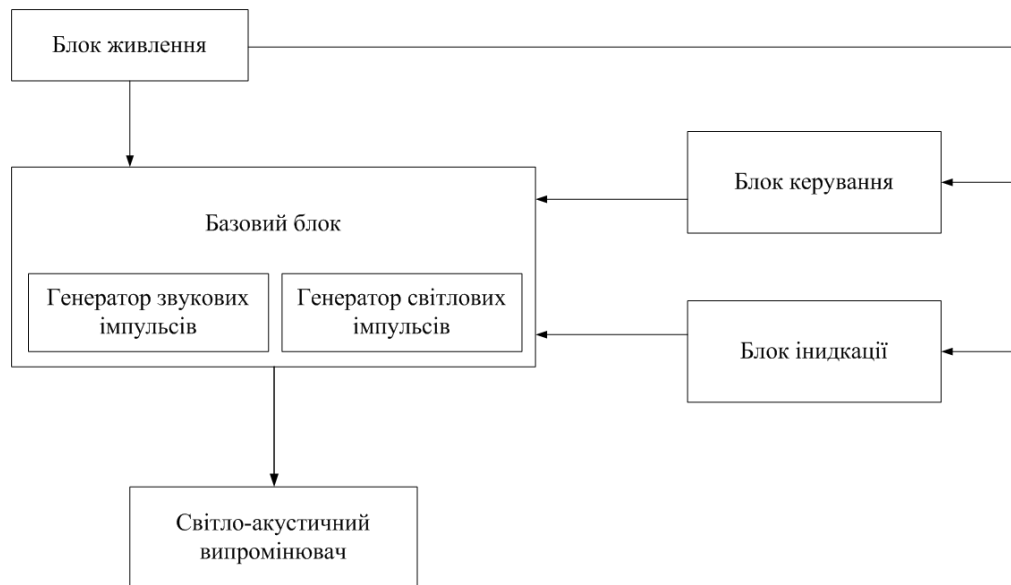 Блок живлення
Блок керування
Базовий блок
Генератор звукових
імпульсів
Генератор світлових
імпульсів
Блок інидкації
Світло-акустичний
випромінювач